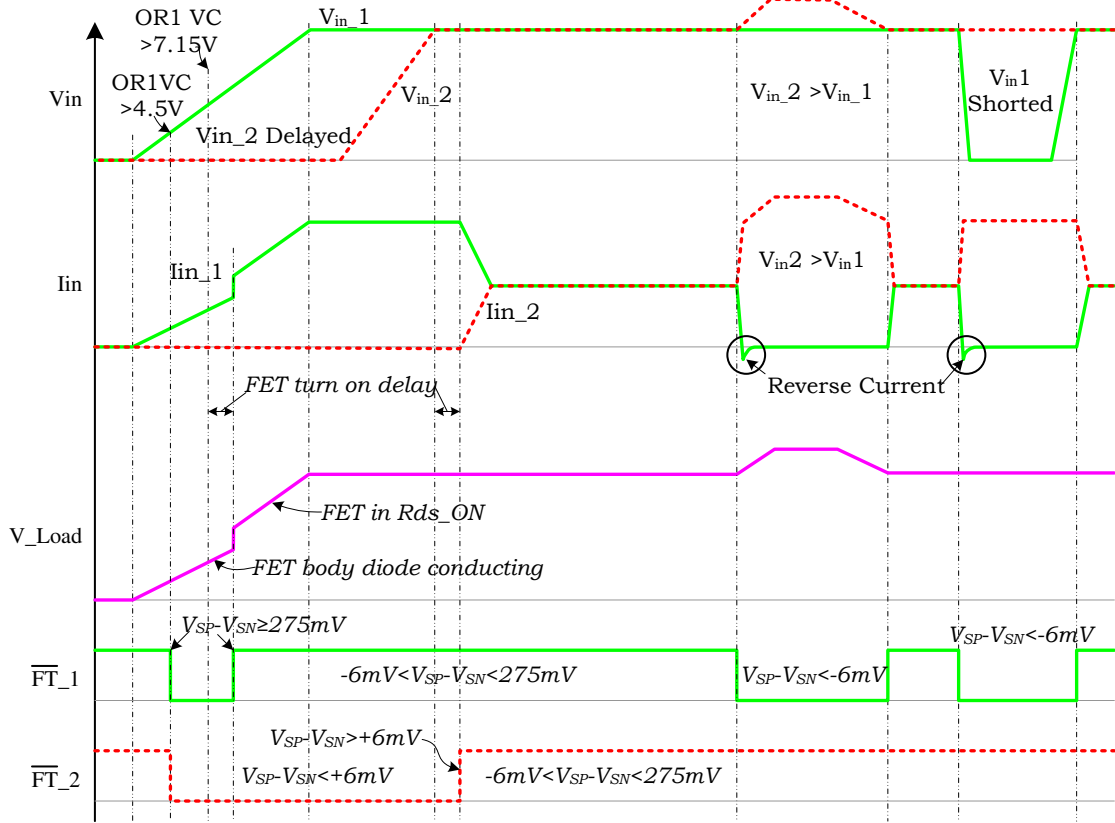 OR1 VC
>7.15V
V_in_1
OR1VC
>4.5V
Vin
V_in_2
Vin_2 Delayed
V_in_2 >V_in_1
V_in1
Shorted
Iin
Iin_1
V_in2 >V_in1
Iin_2
FET turn on delay
Reverse Current
V_Load
FET in Rds_ON
FET body diode conducting
V_SP-V_SN≥275mV
V_SP-V_SN<-6mV
FT_1
-6mV<V_SP-V_SN<275mV
V_SP-V_SN<-6mV
V_SP-V_SN>+6mV
FT_2
V_SP-V_SN<+6mV
-6mV<V_SP-V_SN<275mV